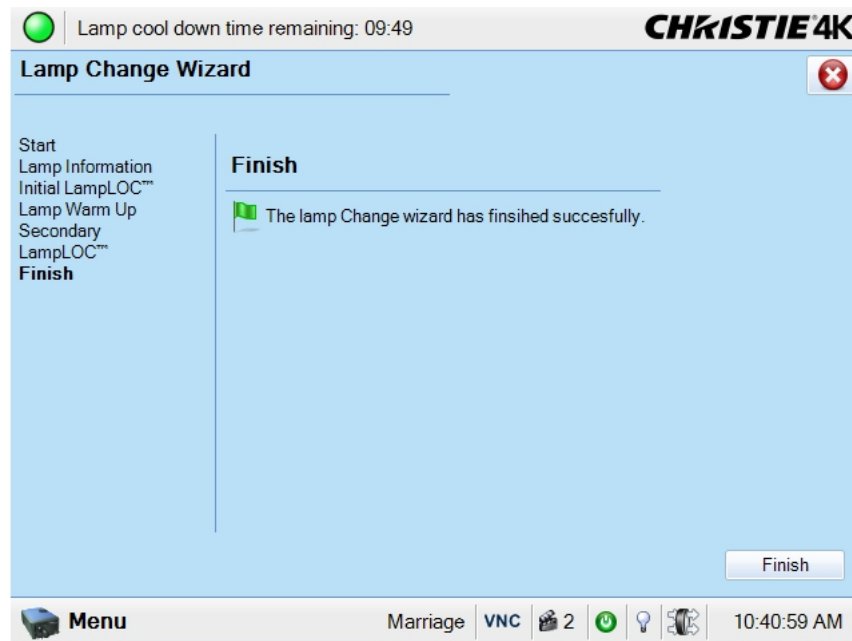 Lamp cool down time remaining: 09:49
CHRISTIE 4K
Lamp Change Wizard
Start
Lamp Information
Initial LampLOC™
Lamp Warm Up
Secondary
LampLOC™
Finish
Finish
The lamp Change wizard has finsihed succesfully.
Finish
Menu
Marriage
VNC
2
10:40:59 AM